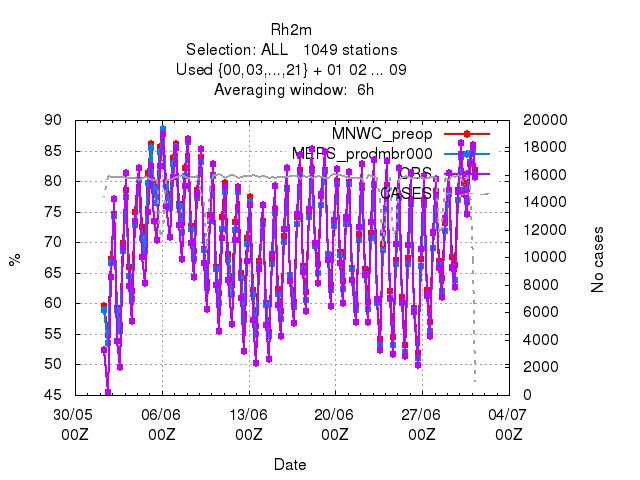 Rh2m
Selection: ALL 1049 stations
Used {00,03,...,21} + 01 02 ... 09
Averaging window: 6h
90 20000
85 18000
80 16000
75 14000
70 12000
65 10000
60 8000
55 6000
50 4000
2000
45 0
MNWC_preop
MEPS_prodmbr000
OBS
CASES
%
No cases
30/05 06/06 13/06 20/06 27/06 04/07
00Z 00Z 00Z 00Z 00Z 00Z
Date